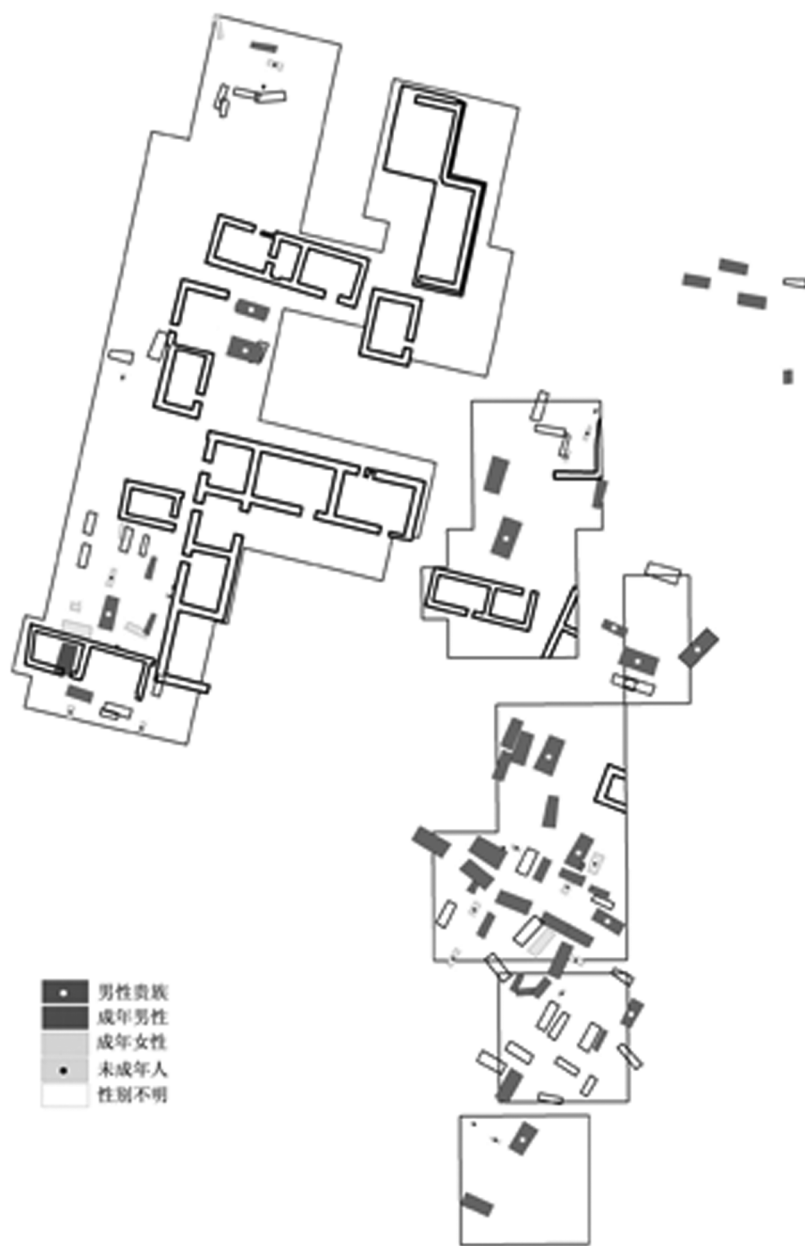 男性贵族
成年男性
成年女性
未成年人
性别不明